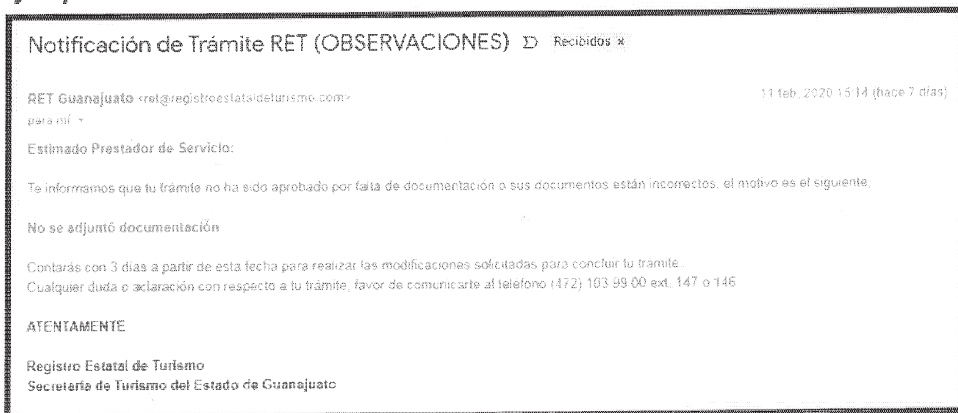 Notificación de Trámite RET (OBSERVACIONES) Recibidos x
RET Guanajuato <ret@registroestataldeturismo.com> 11 feb. 2020 15:14 (hace 7 días)
para mí
Estimado Prestador de Servicio:
Te informamos que tu trámite no ha sido aprobado por falta de documentación o sus documentos están incorrectos, el motivo es el siguiente:
No se adjuntó documentación
Contarás con 3 días a partir de esta fecha para realizar las modificaciones solicitadas para concluir tu trámite.
Cualquier duda o aclaración con respecto a tu trámite, favor de comunicarte al teléfono (472) 103 99 00 ext. 147 o 146
ATENTAMENTE
Registro Estatal de Turismo
Secretaría de Turismo del Estado de Guanajuato